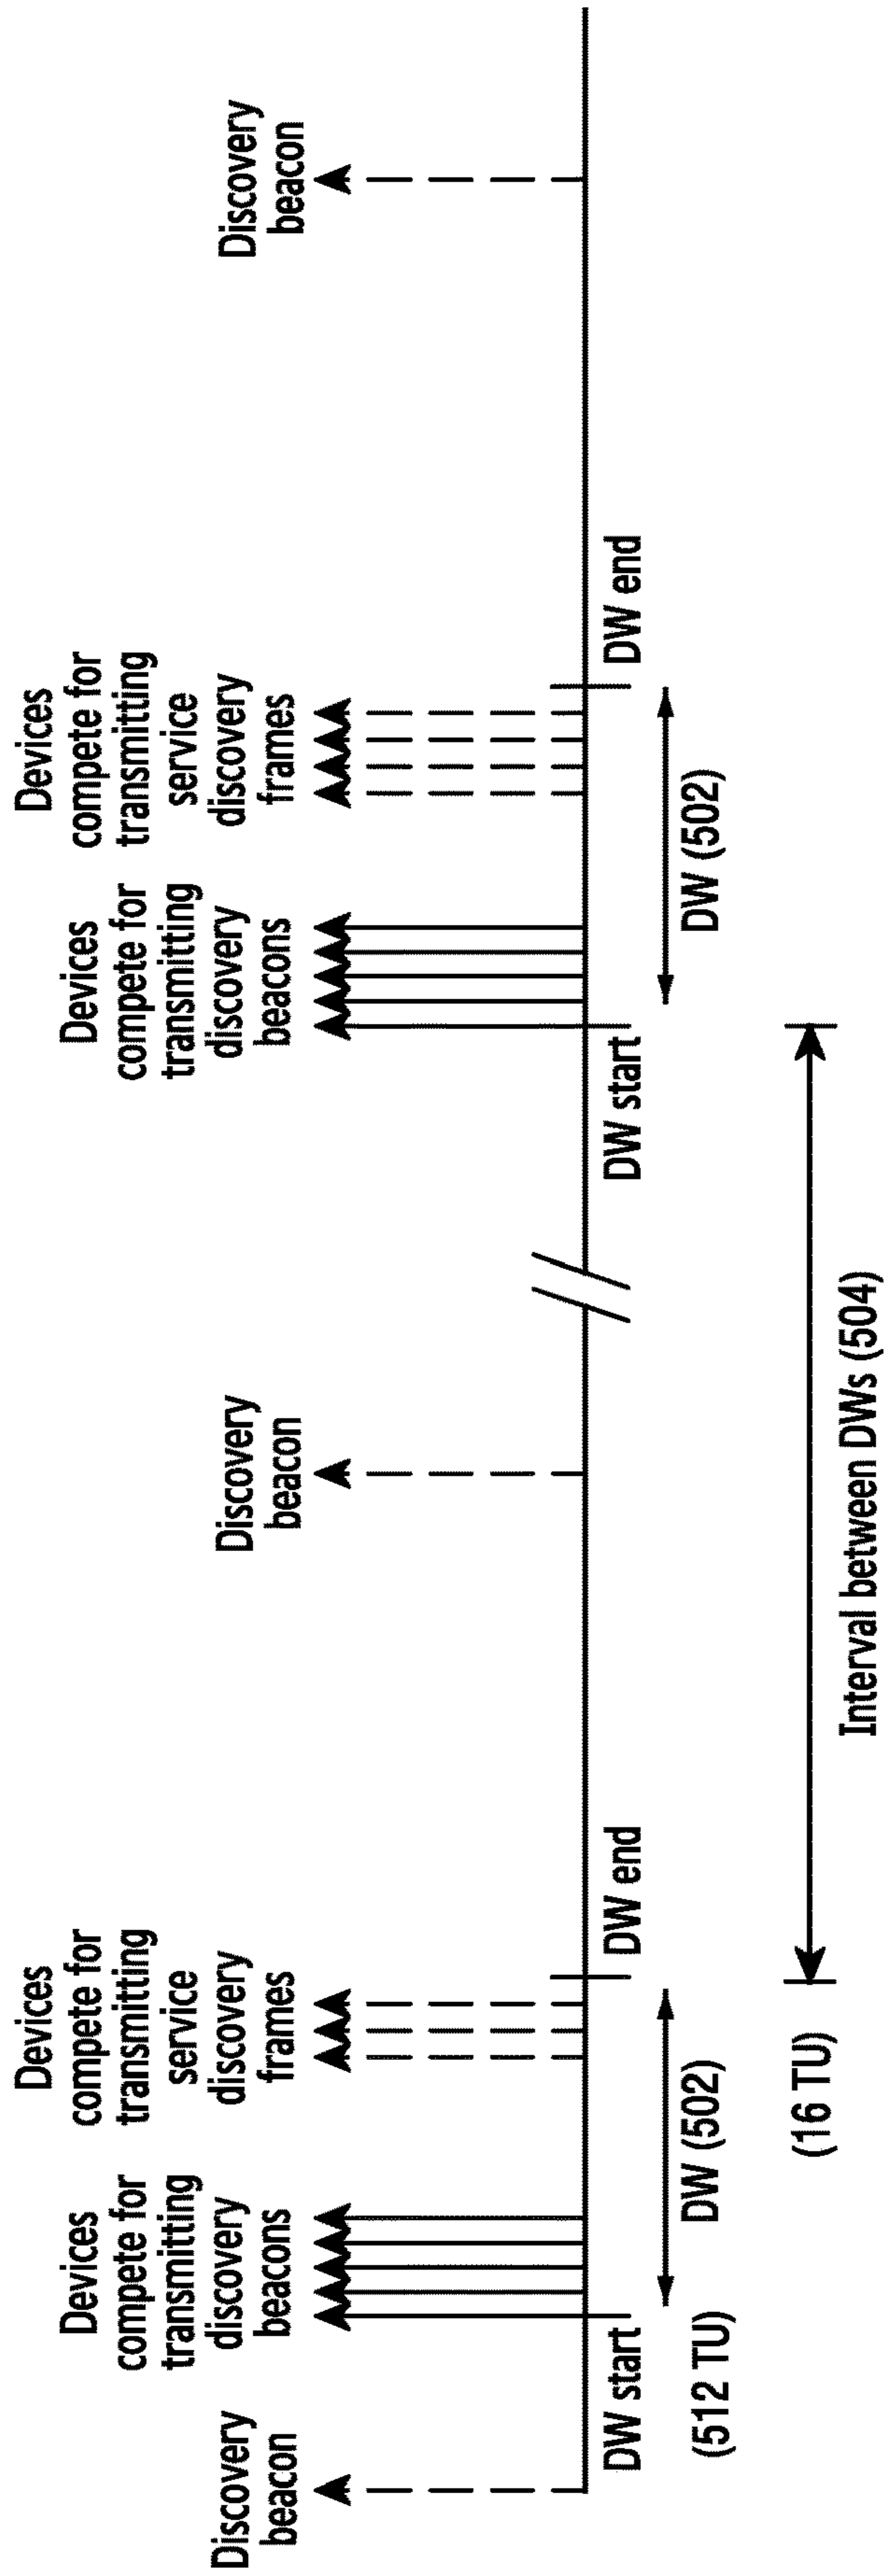 Discovery
beacon
Devices
compete for
transmitting
discovery
beacons
Devices
compete for
transmitting
service
discovery
frames
Discovery
beacon
Devices
compete for
transmitting
discovery
beacons
Devices
compete for
transmitting
service
discovery
frames
Discovery
beacon
DW start
DW end
DW start
DW end
(512 TU)
DW (502)
DW (502)
(16 TU)
Interval between DWs (504)